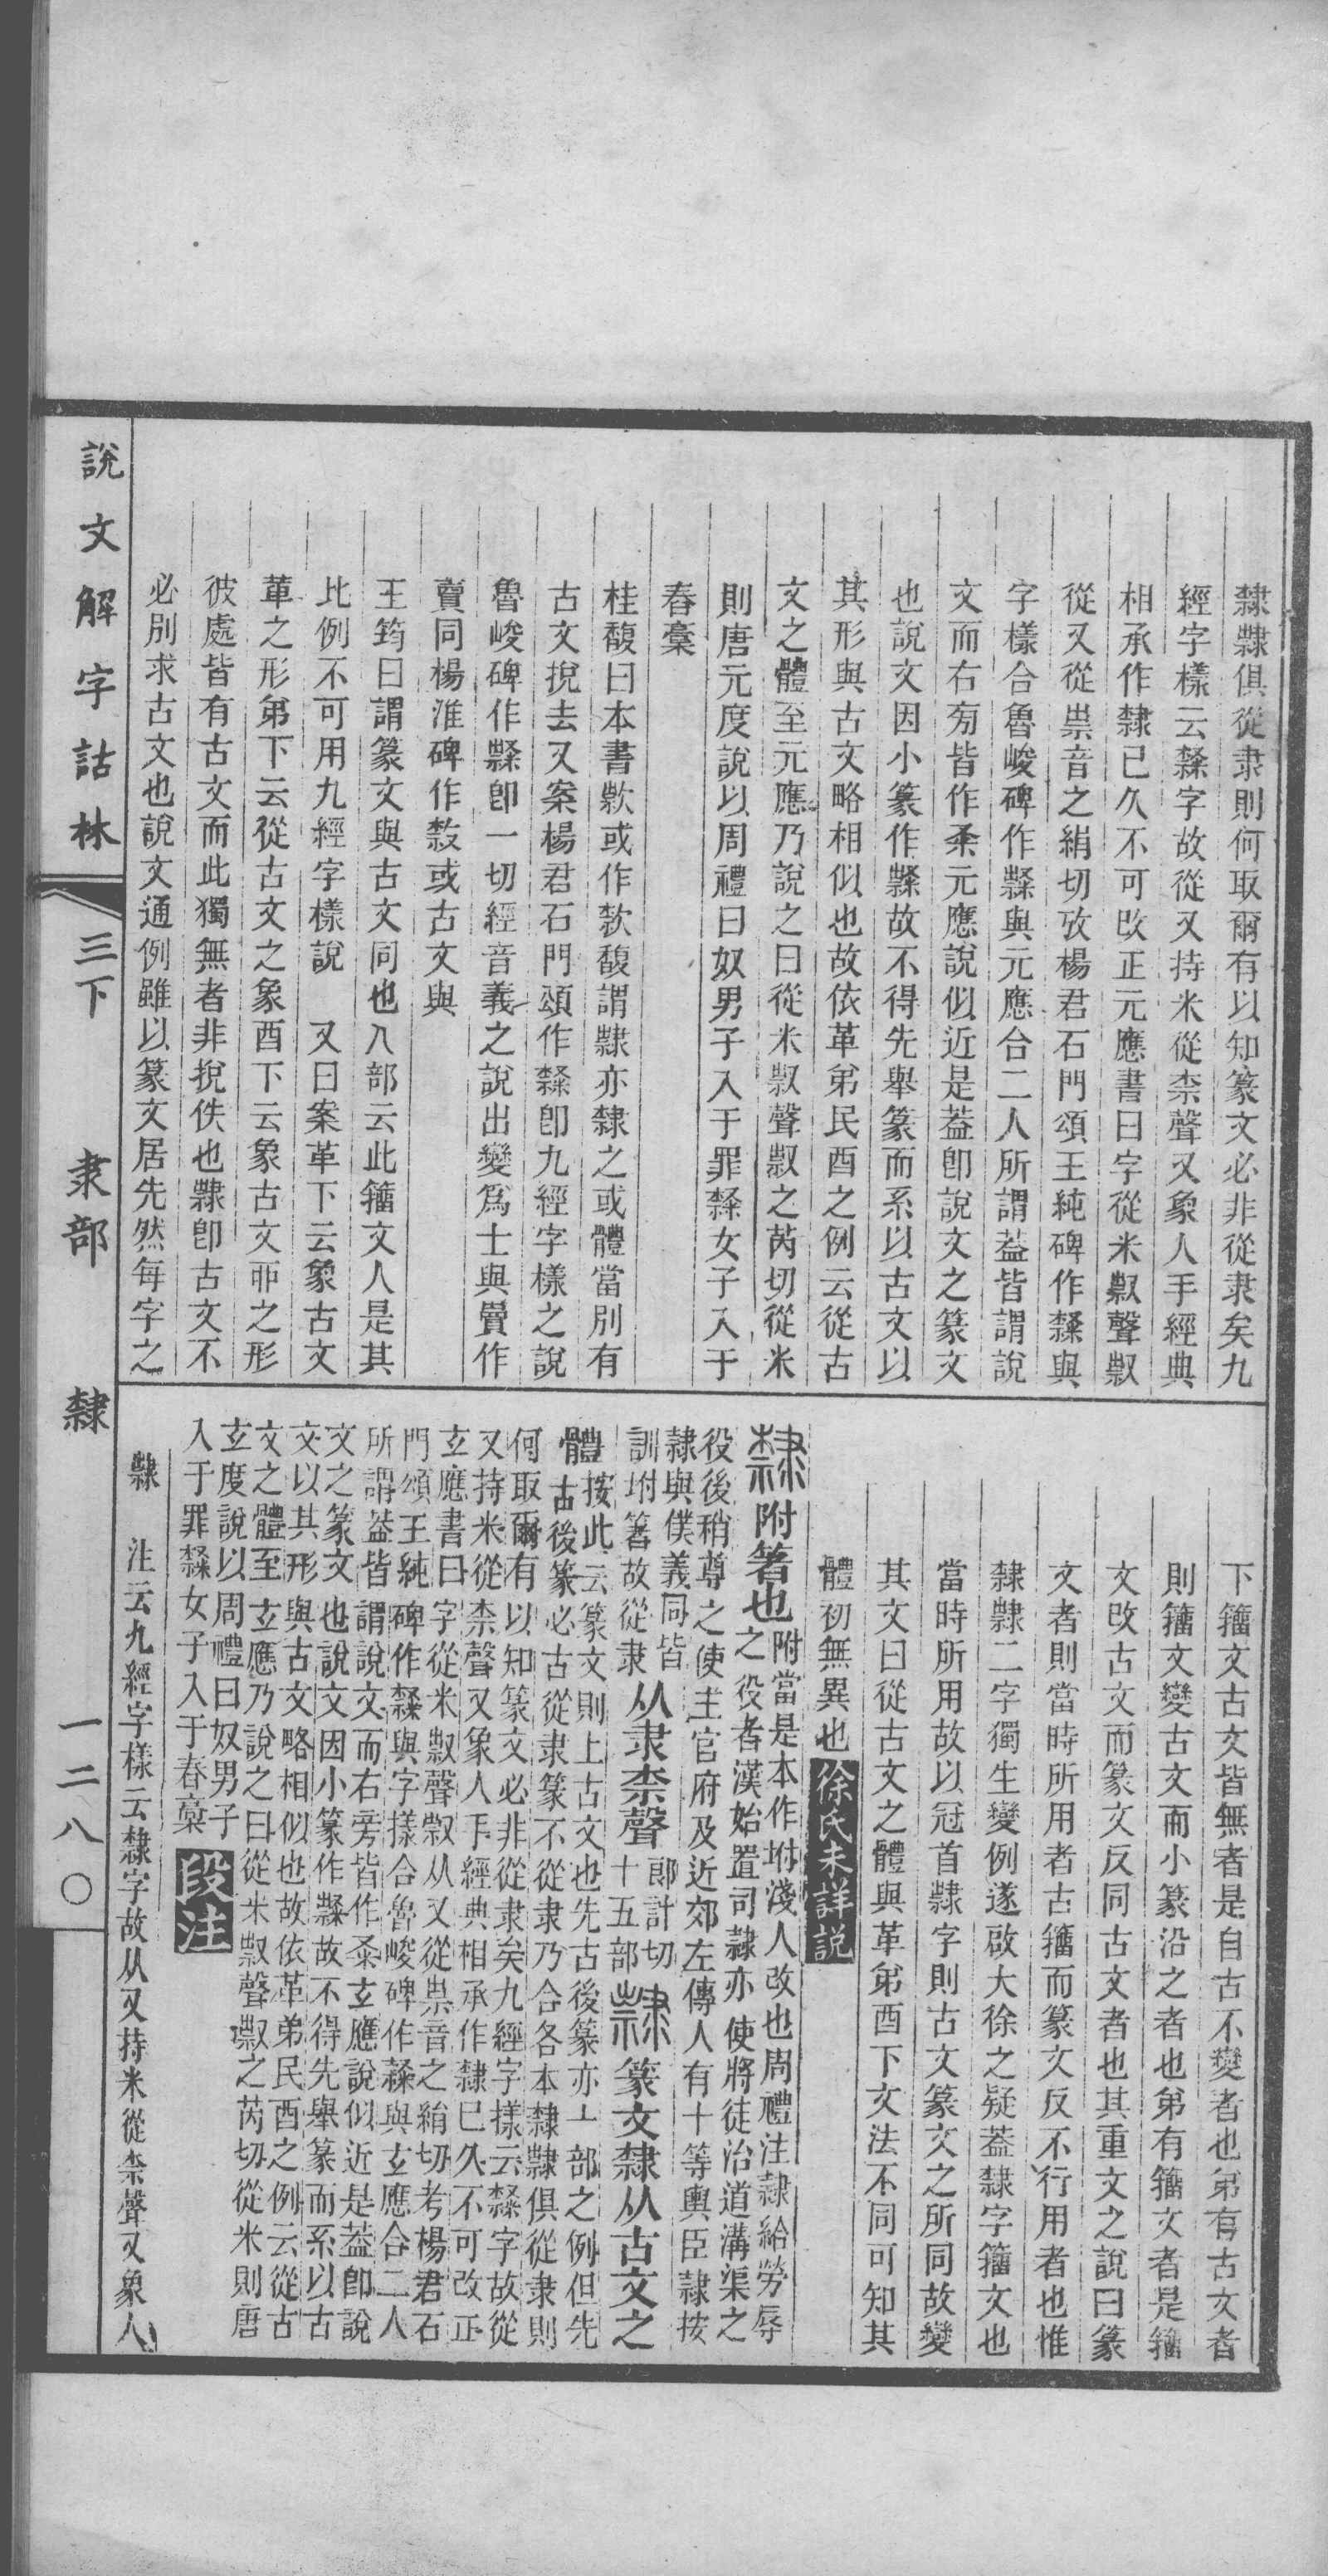 隸隷俱從隶則何取爾有以知篆文必非從隶矣九
經字樣云䅐字故從又持米從柰聲又象人手經典
相承作隸已久不可改正元應書曰字從米𣤶聲𣤶
從又從祟音之絹切攷楊君石門頌王純碑作䅐與
字樣合魯峻碑作䅐與元應合二人所謂葢皆謂說
文而右㫄皆作柰元應說似近是葢卽說文之篆文
也說文因小篆作䅐故不得先舉篆而系以古文以
其形與古文略相似也故依革弟民酉之例云從古
文之體至元應乃說之曰從米𣤶聲𣤶之芮切從米
則唐元度說以周禮曰奴男子入于罪䅐女子入于
舂藁
桂馥曰本書款或作欵馥謂隷亦隸之或體當別有
古文挩去又案楊君石門頌作䅐卽九經字樣之說
魯峻碑作䅐卽一切經音義之說出變爲士與賣作
賣同楊淮碑作𣫍或古文與
王筠曰謂篆文與古文同也八部云此籒文人是其
比例不可用九經字樣說　又曰案革下云象古文
革之形弟下云從古文之象酉下云象古文丣之形
彼處皆有古文而此獨無者非挩佚也隷卽古文不
必別求古文也說文通例雖以篆文居先然每字之
下籒文古文皆無者是自古不變者也弟有古文者
則籒文變古文而小篆沿之者也弟有籒文者是籒
文改古文而篆文反同古文者也其重文之說曰篆
文者則當時所用者古籒而篆文反不行用者也惟
隸隷二字獨生變例遂啟大徐之疑葢隸字籒文也
當時所用故以冠首隷字則古文篆文之所同故變
其文曰從古文之體與革弟酉下文法不同可知其
體初無異也徐氏未詳説
隸附箸也附當是本作坿淺人改也周禮注隸給勞辱
之役者漢始置司隸亦使將徒治道溝渠之
役後稍尊之使主官府及近郊左傳人有十等輿臣隸按
隸與僕義同皆
訓坿箸故從隶从隶柰聲郎計切
十五部隷篆文隸从古文之
體按此云篆文則上古文也先古後篆亦丄部之例但先
古後篆必古從隶篆不從隶乃合各本隸隷俱從隶則
何取爾有以知篆文必非從隶矣九經字㨾云䅐字故從
又持米從柰聲又象人手經典相承作隸已久不可改正
玄應書曰字從米𣤶聲𣤶从又從祟音之絹切考楊君石
門頌王純碑作䅐與字㨾合魯峻碑作䅐與玄應合二人
所謂葢皆謂說文而右旁皆作柰玄應說似近是葢卽說
文之篆文也說文因小篆作䅐故不得先舉篆而系以古
文以其形與古文略相似也故依革弟民酉之例云從古
文之體至玄應乃說之曰從米𣤶聲𣤶之芮切從米則唐
玄度說以周禮曰奴男子
入于罪䅐女子入于舂藁段注
隷　注云九經字樣云隸字故从又持米從柰聲又象人
說文解字詁林　三下　隶部　隸　一二八〇